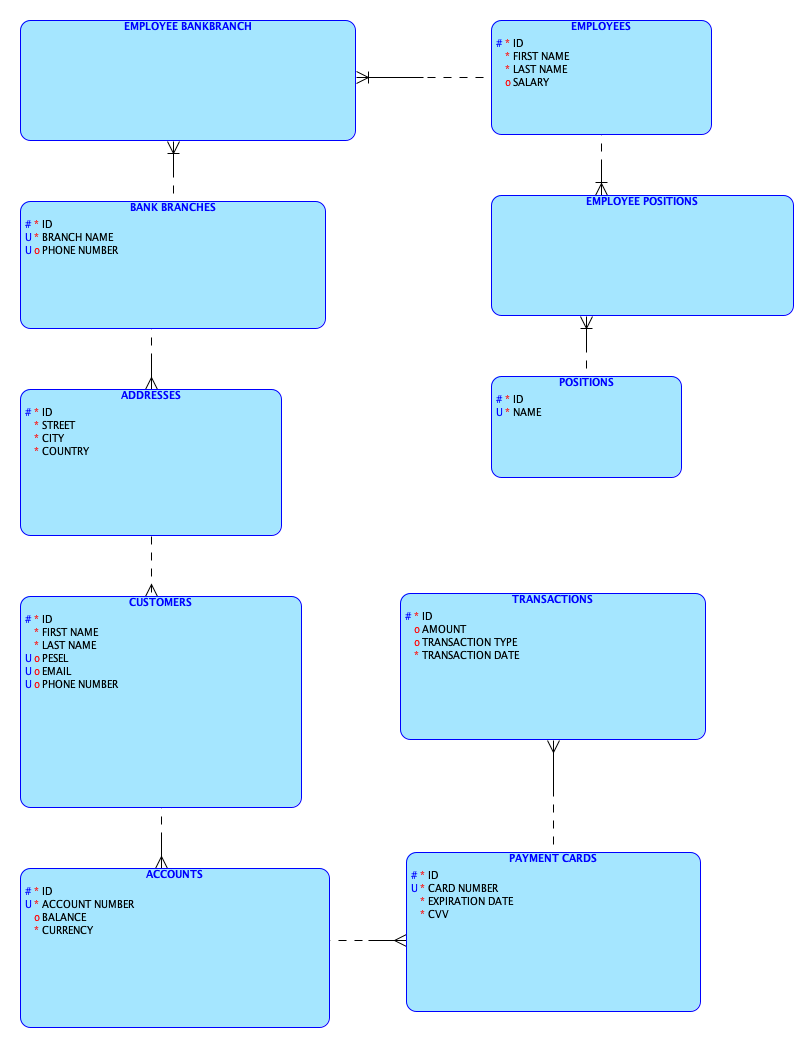 EMPLOYEE BANKBRANCH
EMPLOYEES
# * ID
* FIRST NAME
* LAST NAME
o SALARY
BANK BRANCHES
# * ID
U * BRANCH NAME
U o PHONE NUMBER
EMPLOYEE POSITIONS
POSITIONS
# * ID
U * NAME
ADDRESSES
# * ID
* STREET
* CITY
* COUNTRY
CUSTOMERS
# * ID
* FIRST NAME
* LAST NAME
U o PESEL
U o EMAIL
U o PHONE NUMBER
TRANSACTIONS
# * ID
o AMOUNT
o TRANSACTION TYPE
* TRANSACTION DATE
ACCOUNTS
# * ID
U * ACCOUNT NUMBER
o BALANCE
* CURRENCY
PAYMENT CARDS
# * ID
U * CARD NUMBER
* EXPIRATION DATE
* CVV